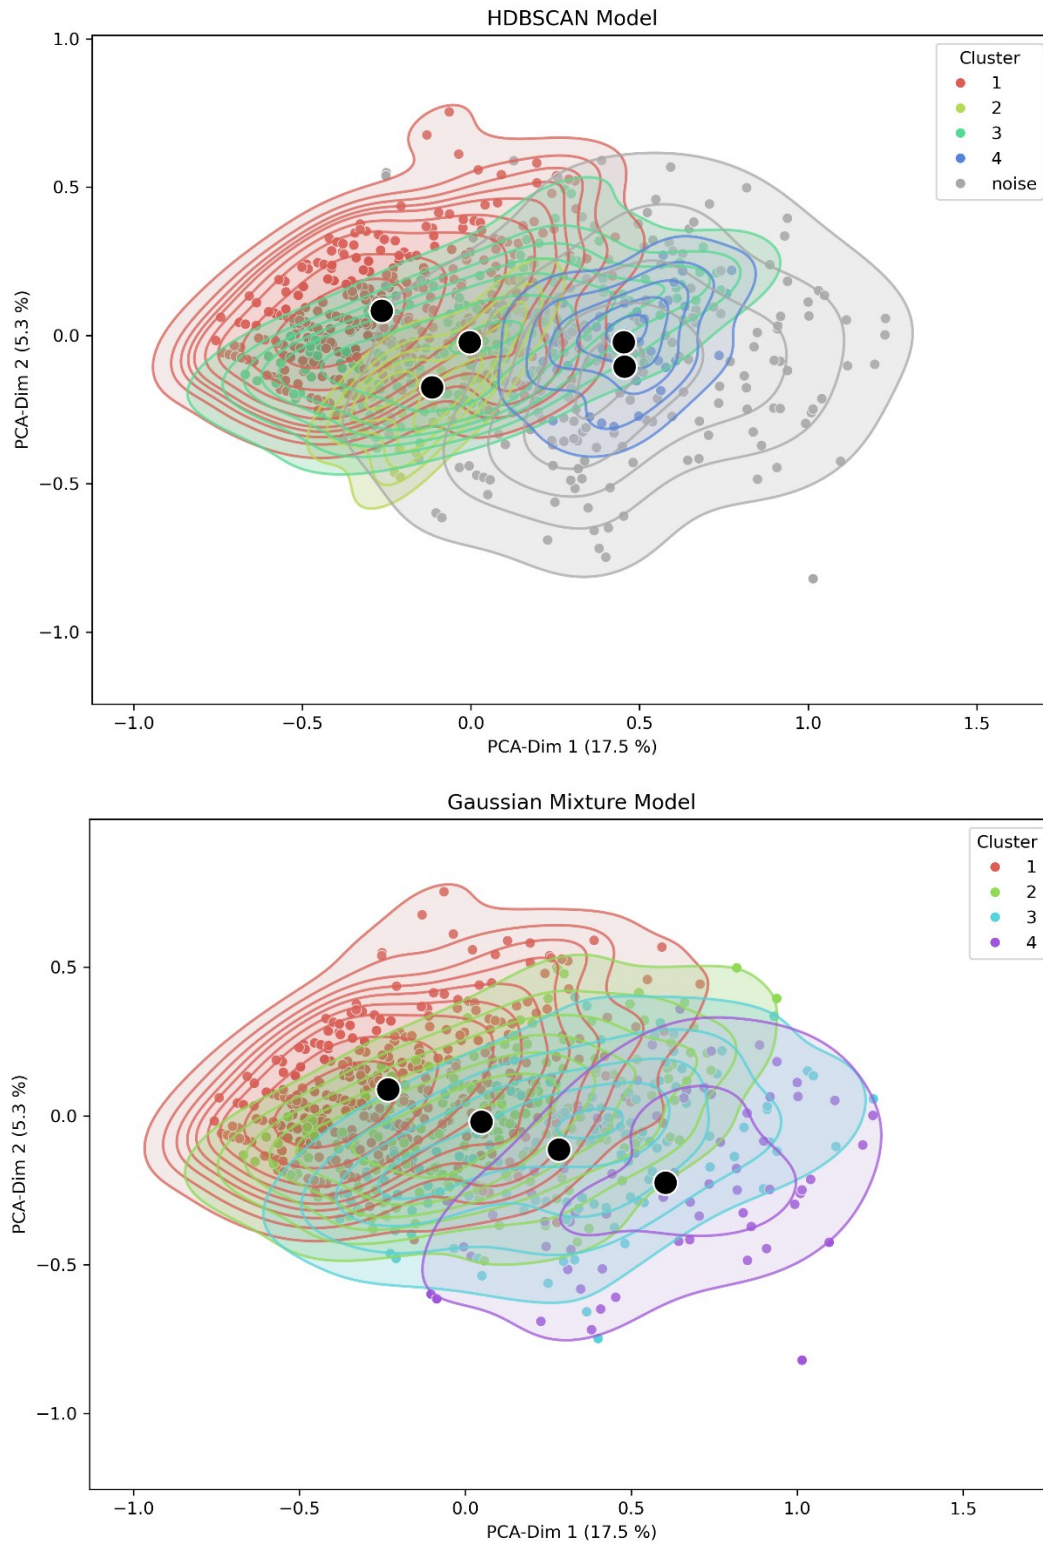 HDBSCAN Model
1.0
0.5
0.0
−0.5
−1.0
PCA-Dim 2 (5.3 %)
Cluster
1
2
3
4
noise
−1.0 −0.5 0.0 0.5 1.0 1.5
PCA-Dim 1 (17.5 %)
Gaussian Mixture Model
0.5
0.0
−0.5
−1.0
PCA-Dim 2 (5.3 %)
Cluster
1
2
3
4
−1.0 −0.5 0.0 0.5 1.0 1.5
PCA-Dim 1 (17.5 %)